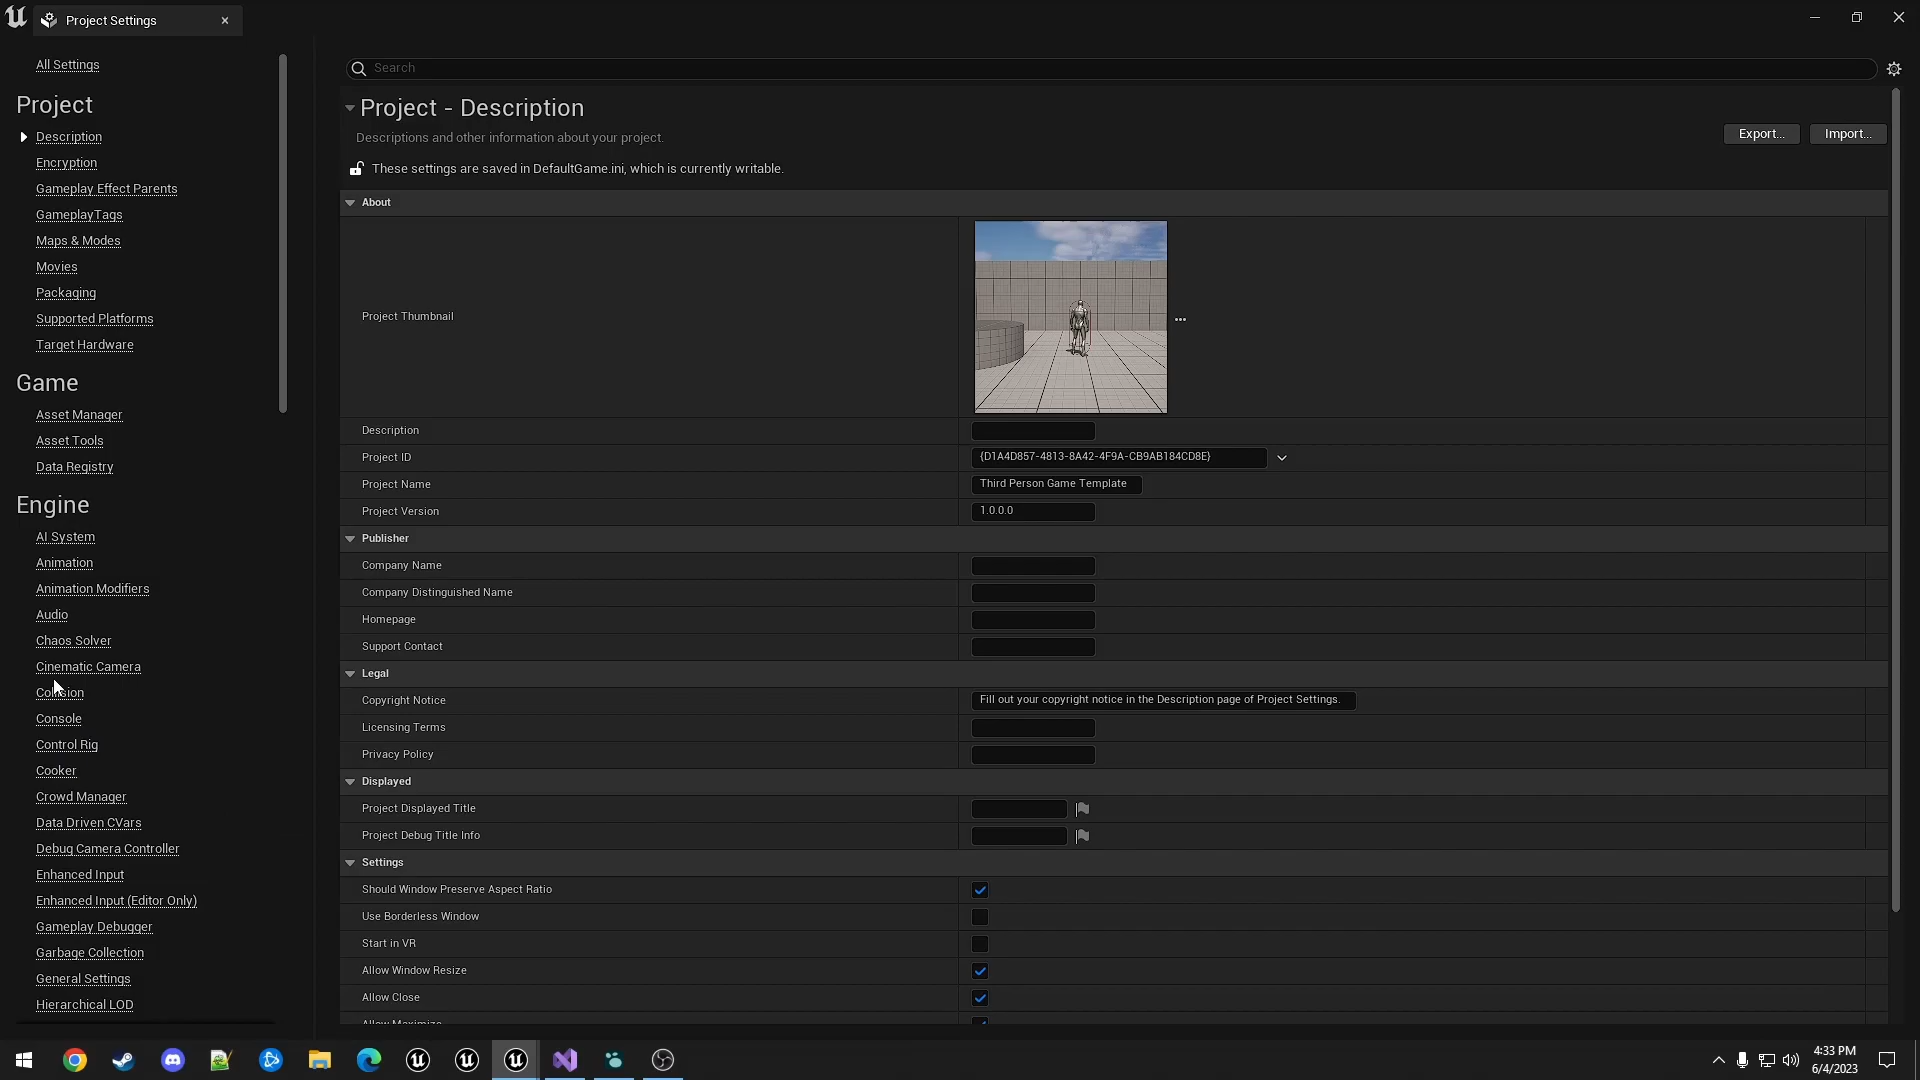 Project Settings
All Settings
Project
Description
Encryption
Gameplay Effect Parents
GameplayTags
Maps & Modes
Movies
Packaging
Supported Platforms
Target Hardware
Game
Asset Manager
Asset Tools
Data Registry
Engine
AI System
Animation
Animation Modifiers
Audio
Chaos Solver
Cinematic Camera
Collision
Console
Control Rig
Cooker
Crowd Manager
Data Driven CVars
Debug Camera Controller
Enhanced Input
Enhanced Input (Editor Only)
Gameplay Debugger
Garbage Collection
General Settings
Hierarchical LOD
Search
Project - Description
Descriptions and other information about your project.
Export...
Import...
These settings are saved in DefaultGame.ini, which is currently writable.
About
Project Thumbnail
Description
Project ID
{D1A4D857-4813-8A42-4F9A-CB9AB184CD8E}
Project Name
Third Person Game Template
Project Version
1.0.0.0
Publisher
Company Name
Company Distinguished Name
Homepage
Support Contact
Legal
Copyright Notice
Fill out your copyright notice in the Description page of Project Settings.
Licensing Terms
Privacy Policy
Displayed
Project Displayed Title
Project Debug Title Info
Settings
Should Window Preserve Aspect Ratio
Use Borderless Window
Start in VR
Allow Window Resize
Allow Close
Allow Maximize
4:33 PM
6/4/2023